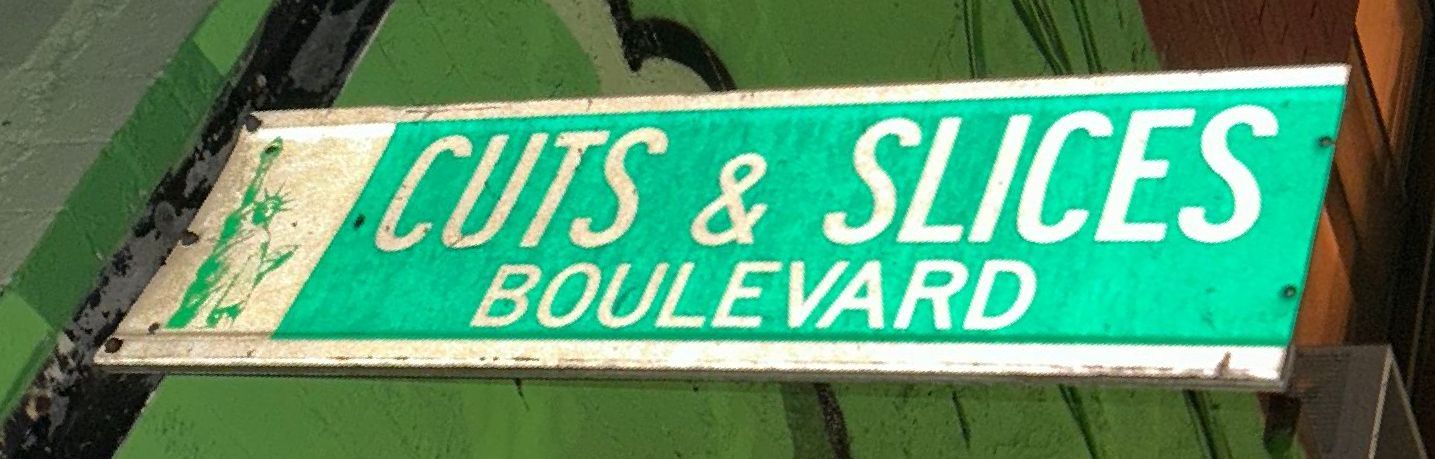 CUTS & SLICES
BOULEVARD